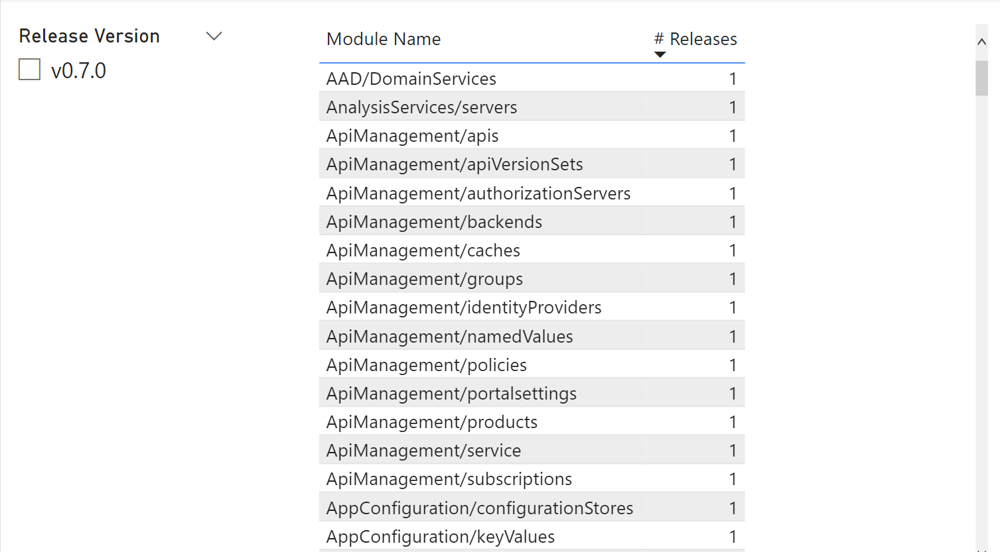 Release Version
v0.7.0
Module Name # Releases
AAD/DomainServices 1
AnalysisServices/servers 1
ApiManagement/apis 1
ApiManagement/apiVersionSets 1
ApiManagement/authorizationServers 1
ApiManagement/backends 1
ApiManagement/caches 1
ApiManagement/groups 1
ApiManagement/identityProviders 1
ApiManagement/namedValues 1
ApiManagement/policies 1
ApiManagement/portalsettings 1
ApiManagement/products 1
ApiManagement/service 1
ApiManagement/subscriptions 1
AppConfiguration/configurationStores 1
AppConfiguration/keyValues 1